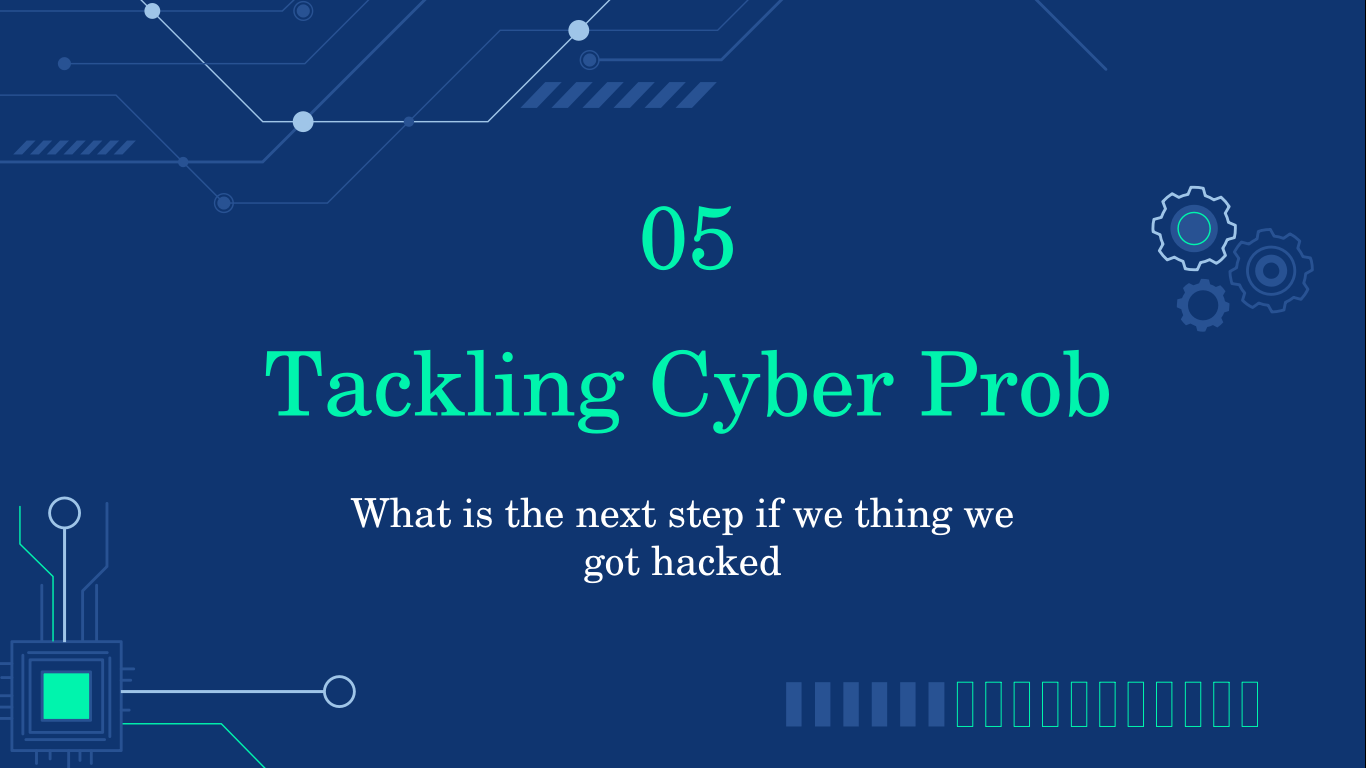 05
Tackling Cyber Prob
What is the next step if we thing we
got hacked